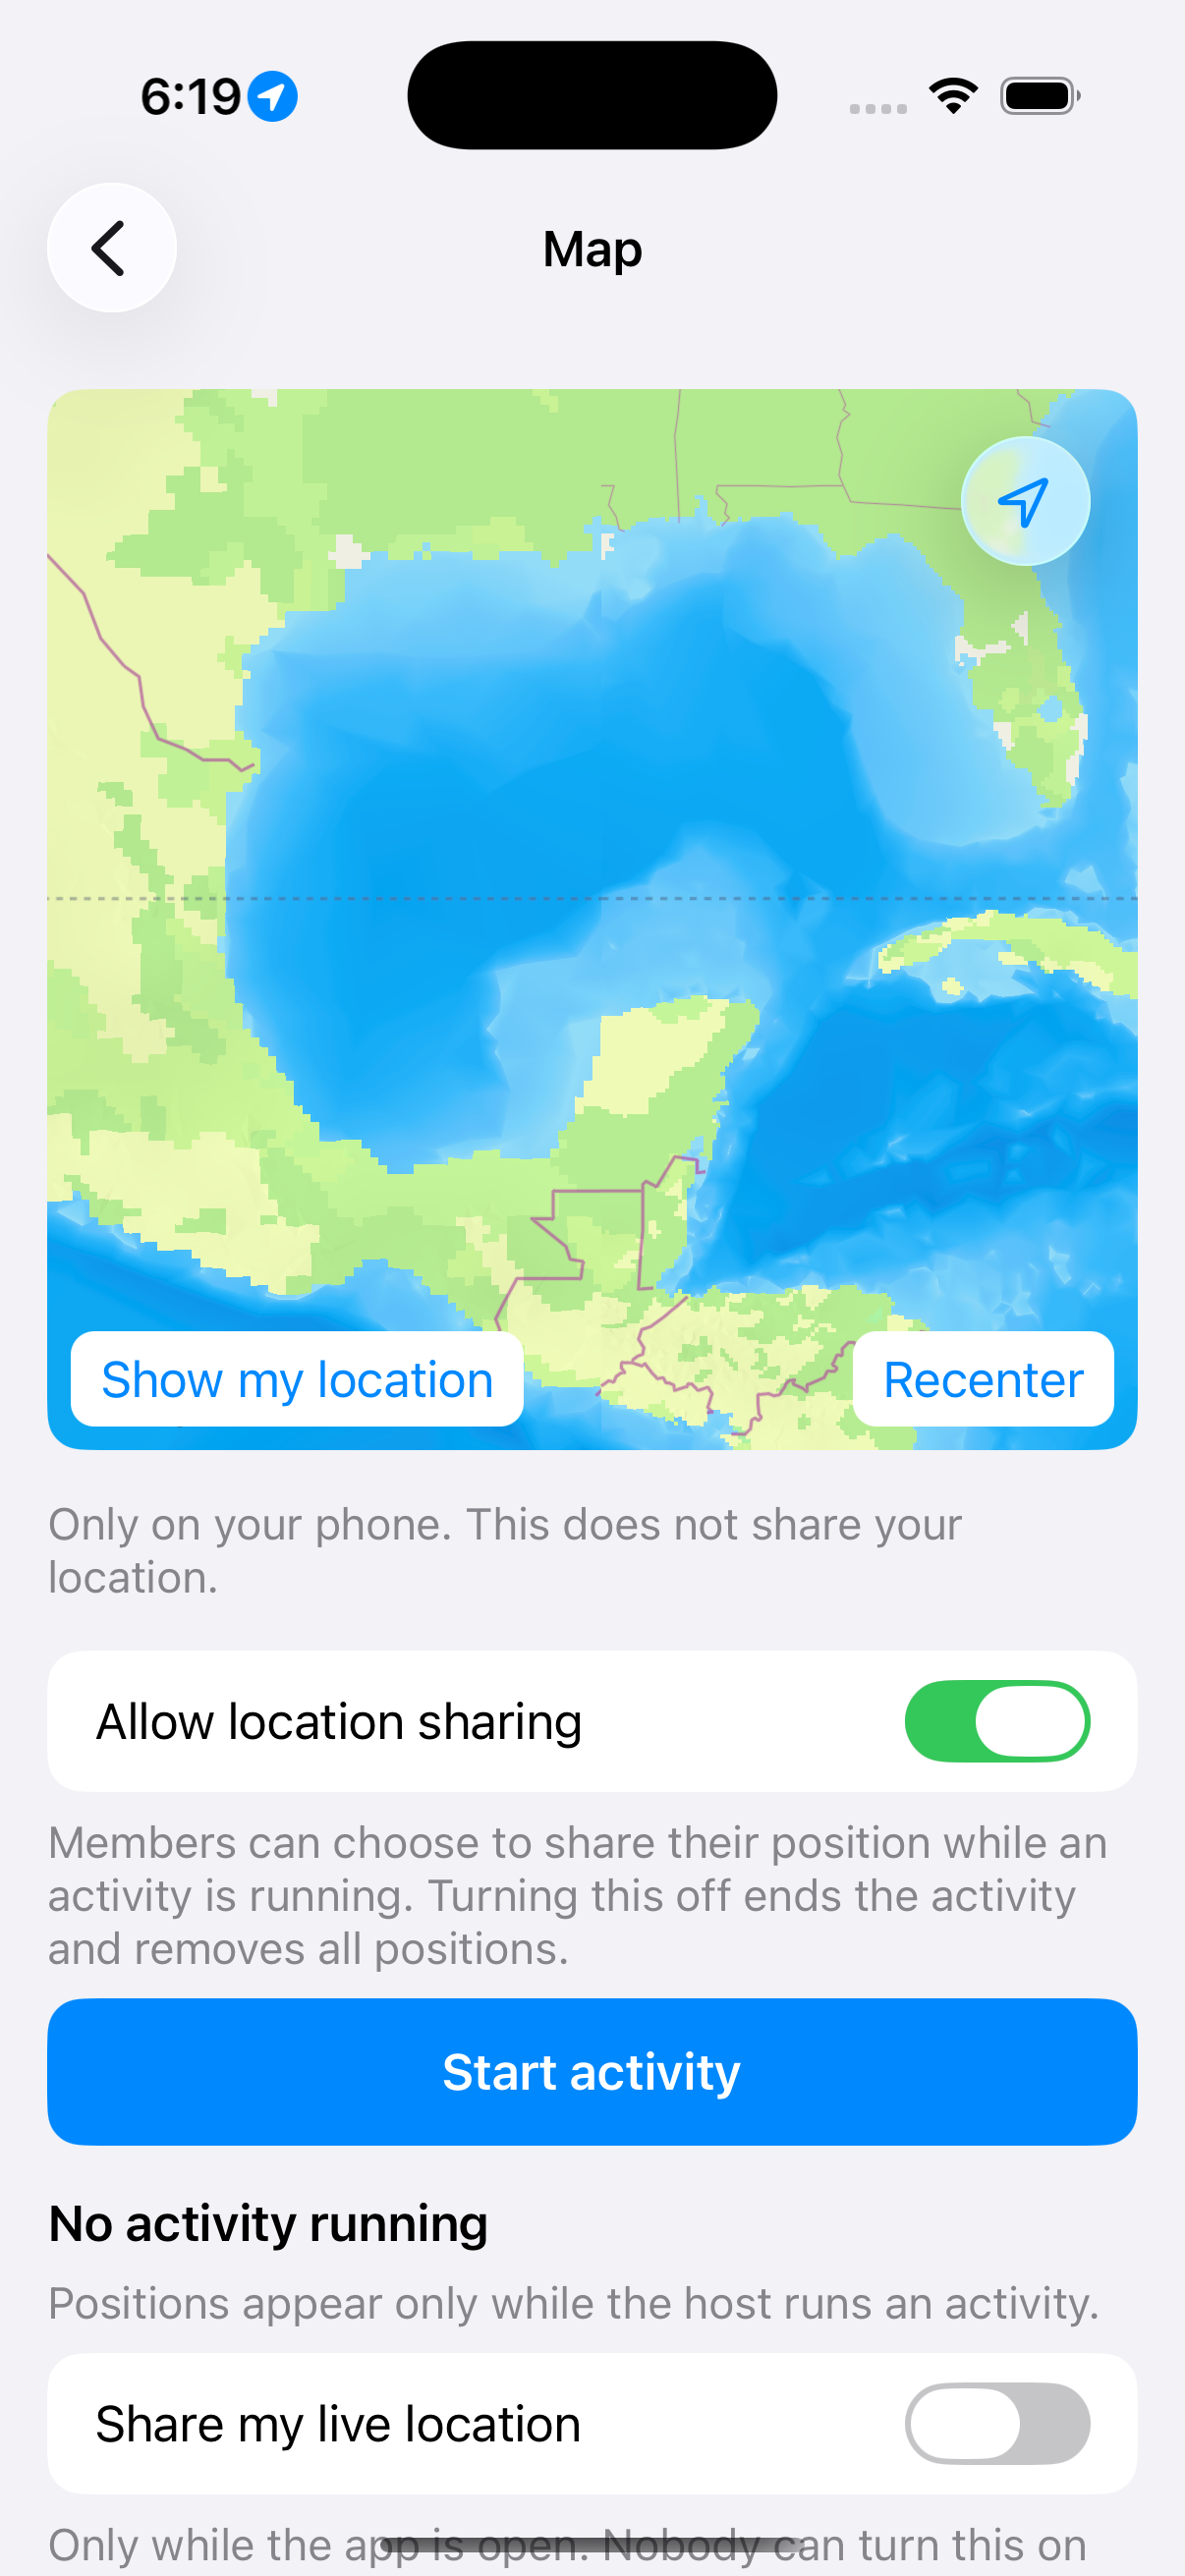 6:19
Map
Show my location
Recenter
Only on your phone. This does not share your
location.
Allow location sharing
Members can choose to share their position while an
activity is running. Turning this off ends the activity
and removes all positions.
Start activity
No activity running
Positions appear only while the host runs an activity.
Share my live location
Only while the app is open. Nobody can turn this on